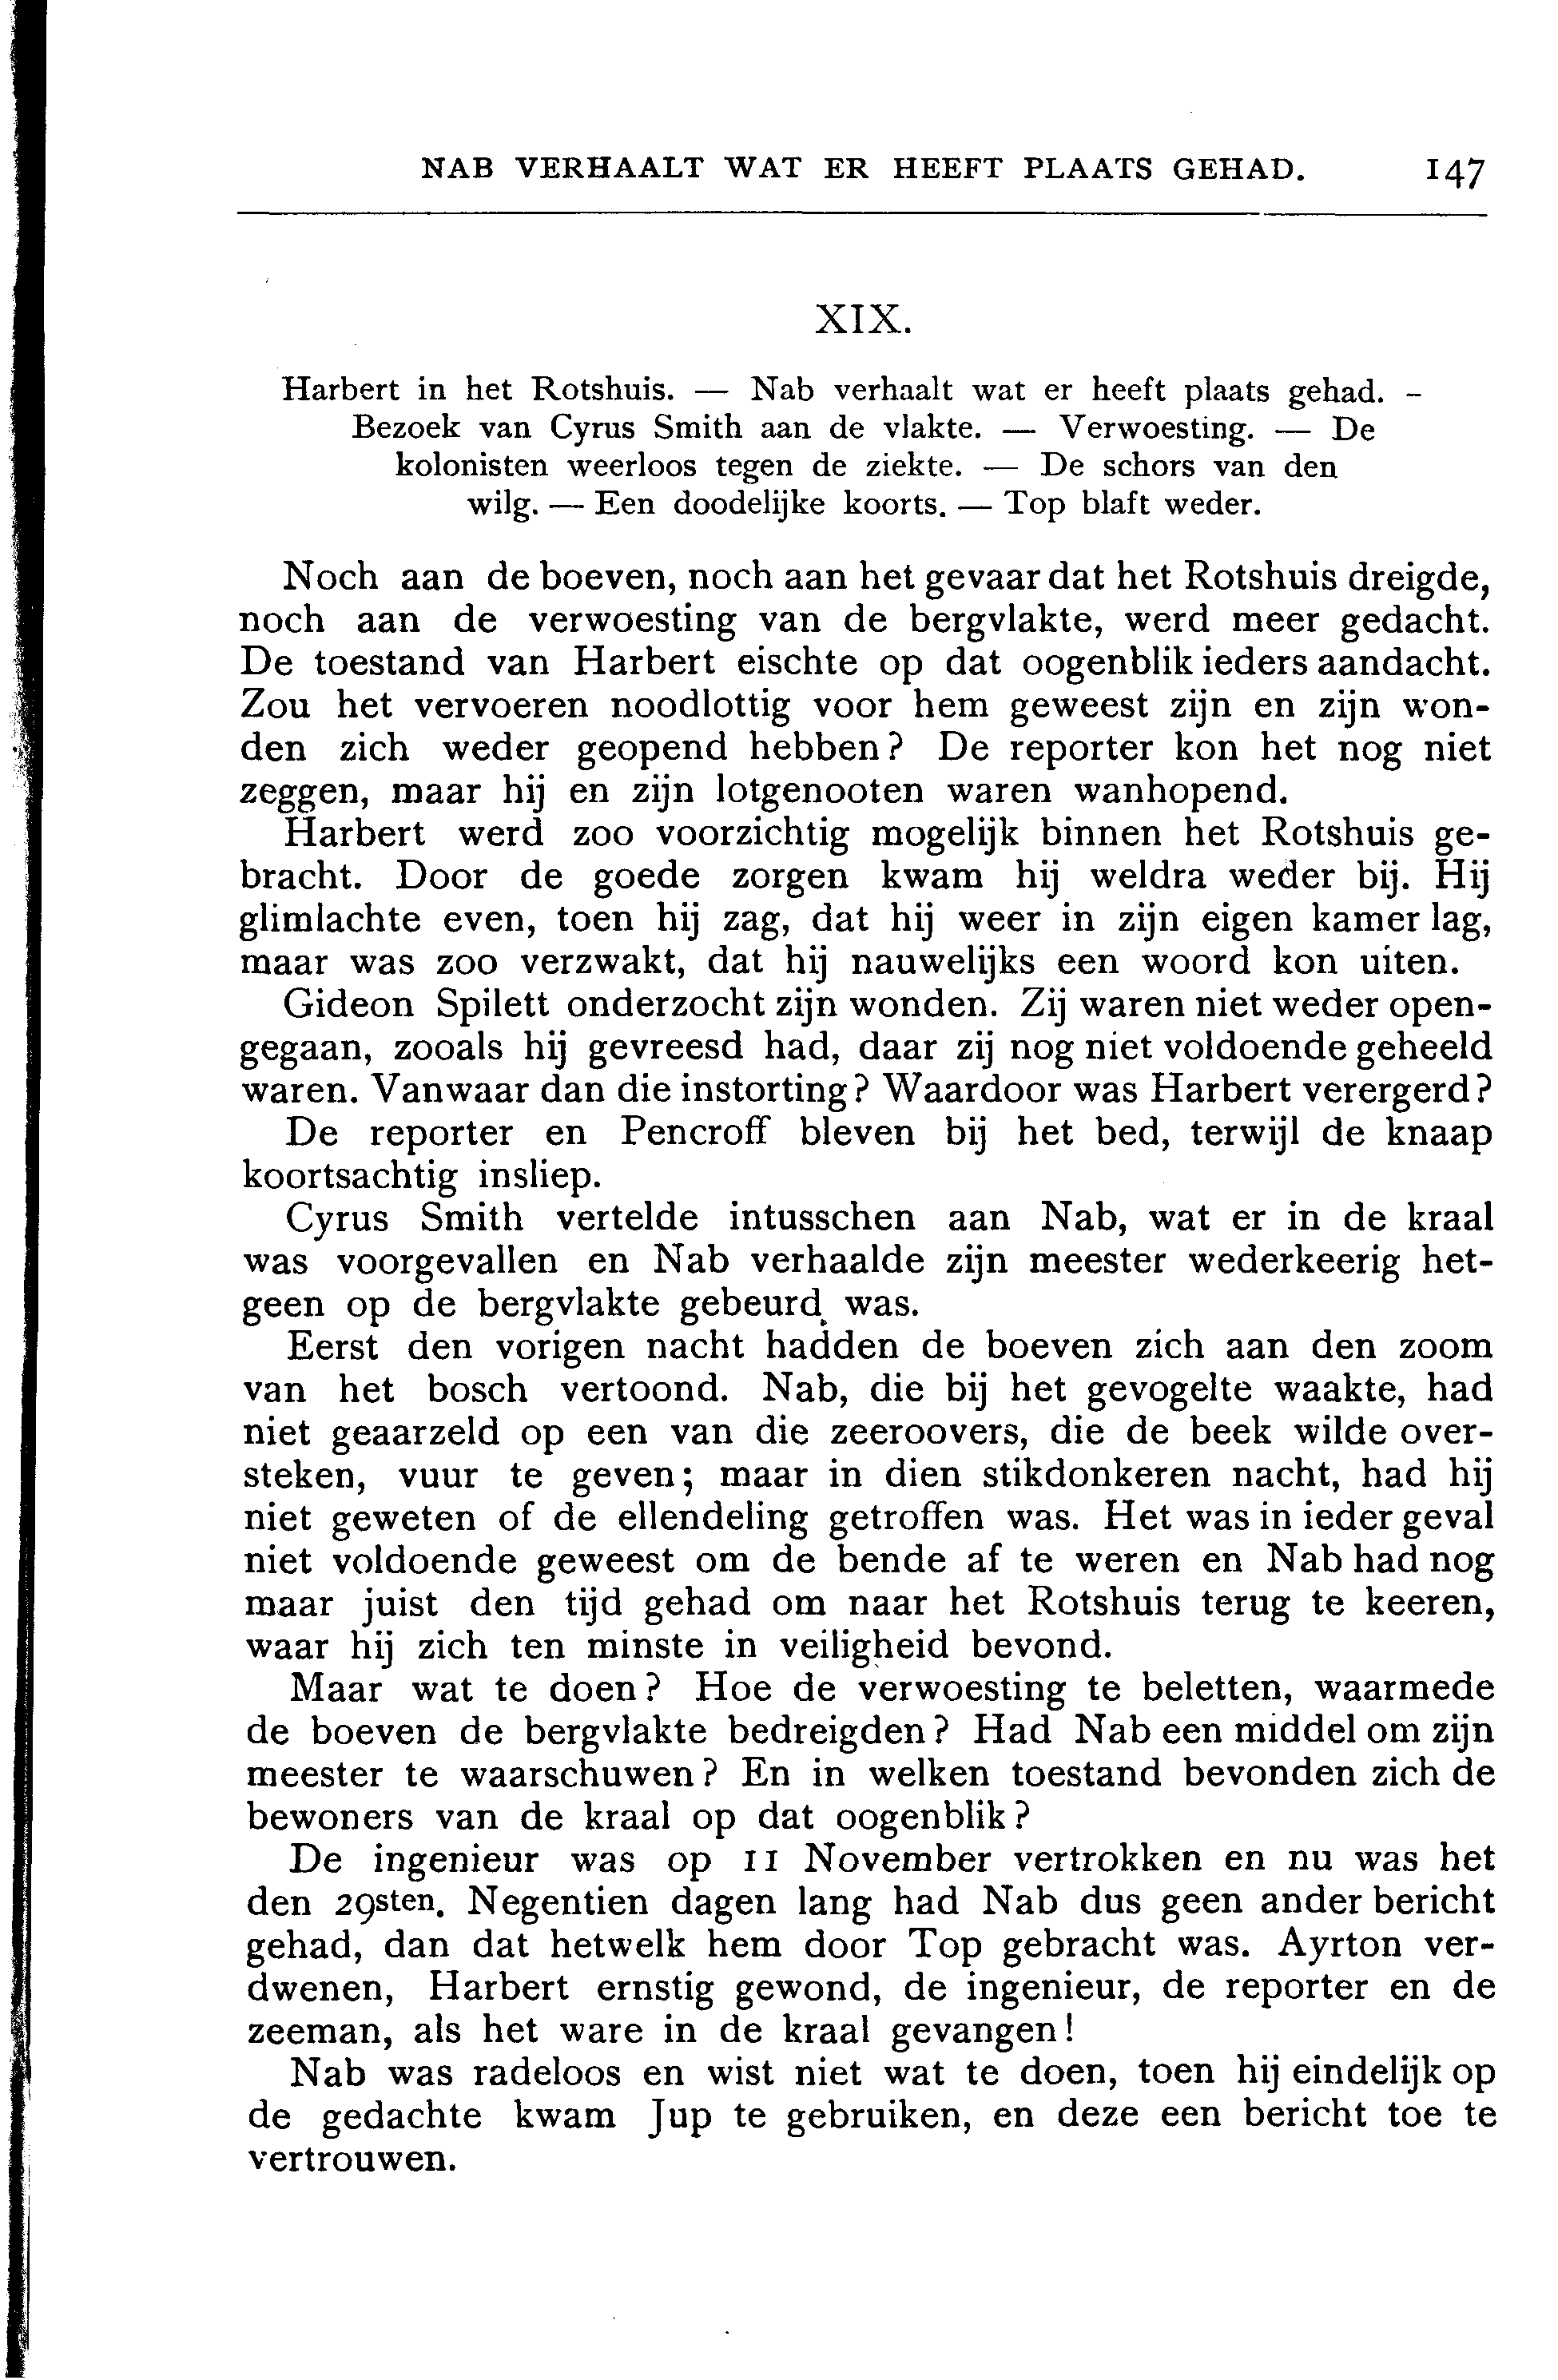 NAB VERHAALT WAT ER HEEFT PLAATS GEHAD. 147
XIX.
Harbert in het Rotshuis. — Nab verhaalt wat er heeft plaats gehad. -
Bezoek van Cyrus Smith aan de vlakte. — Verwoesting. — De
kolonisten weerloos tegen de ziekte. — De schors van den
wilg. — Een doodelijke koorts. — Top blaft weder.
Noch aan de boeven, noch aan het gevaar dat het Rotshuis dreigde,
noch aan de verwoesting van de bergvlakte, werd meer gedacht.
De toestand van Harbert eischte op dat oogenblik ieders aandacht.
Zou het vervoeren noodlottig voor hem geweest zijn en zijn won-
den zich weder geopend hebben? De reporter kon het nog niet
zeggen, maar hij en zijn lotgenooten waren wanhopend.
Harbert werd zoo voorzichtig mogelijk binnen het Rotshuis ge-
bracht. Door de goede zorgen kwam hij weldra weder bij. Hij
glimlachte even, toen hij zag, dat hij weer in zijn eigen kamer lag,
maar was zoo verzwakt, dat hij nauwelijks een woord kon uiten.
Gideon Spilett onderzocht zijn wonden. Zij waren niet weder open-
gegaan, zooals hij gevreesd had, daar zij nog niet voldoende geheeld
waren. Vanwaar dan die instorting? Waardoor was Harbert verergerd?
De reporter en Pencroff bleven bij het bed, terwijl de knaap
koortsachtig insliep.
Cyrus Smith vertelde intusschen aan Nab, wat er in de kraal
was voorgevallen en Nab verhaalde zijn meester wederkeerig het-
geen op de bergvlakte gebeurd was.
Eerst den vorigen nacht hadden de boeven zich aan den zoom
van het bosch vertoond. Nab, die bij het gevogelte waakte, had
niet geaarzeld op een van die zeeroovers, die de beek wilde over-
steken, vuur te geven; maar in dien stikdonkeren nacht, had hij
niet geweten of de ellendeling getroffen was. Het was in ieder geval
niet voldoende geweest om de bende af te weren en Nab had nog
maar juist den tijd gehad om naar het Rotshuis terug te keeren,
waar hij zich ten minste in veiligheid bevond.
Maar wat te doen? Hoe de verwoesting te beletten, waarmede
de boeven de bergvlakte bedreigden? Had Nab een middel om zijn
meester te waarschuwen? En in welken toestand bevonden zich de
bewoners van de kraal op dat oogenblik?
De ingenieur was op 11 November vertrokken en nu was het
den 29sten. Negentien dagen lang had Nab dus geen ander bericht
gehad, dan dat hetwelk hem door Top gebracht was. Ayrton ver-
dwenen, Harbert ernstig gewond, de ingenieur, de reporter en de
zeeman, als het ware in de kraal gevangen!
Nab was radeloos en wist niet wat te doen, toen hij eindelijk op
de gedachte kwam Jup te gebruiken, en deze een bericht toe te
vertrouwen.